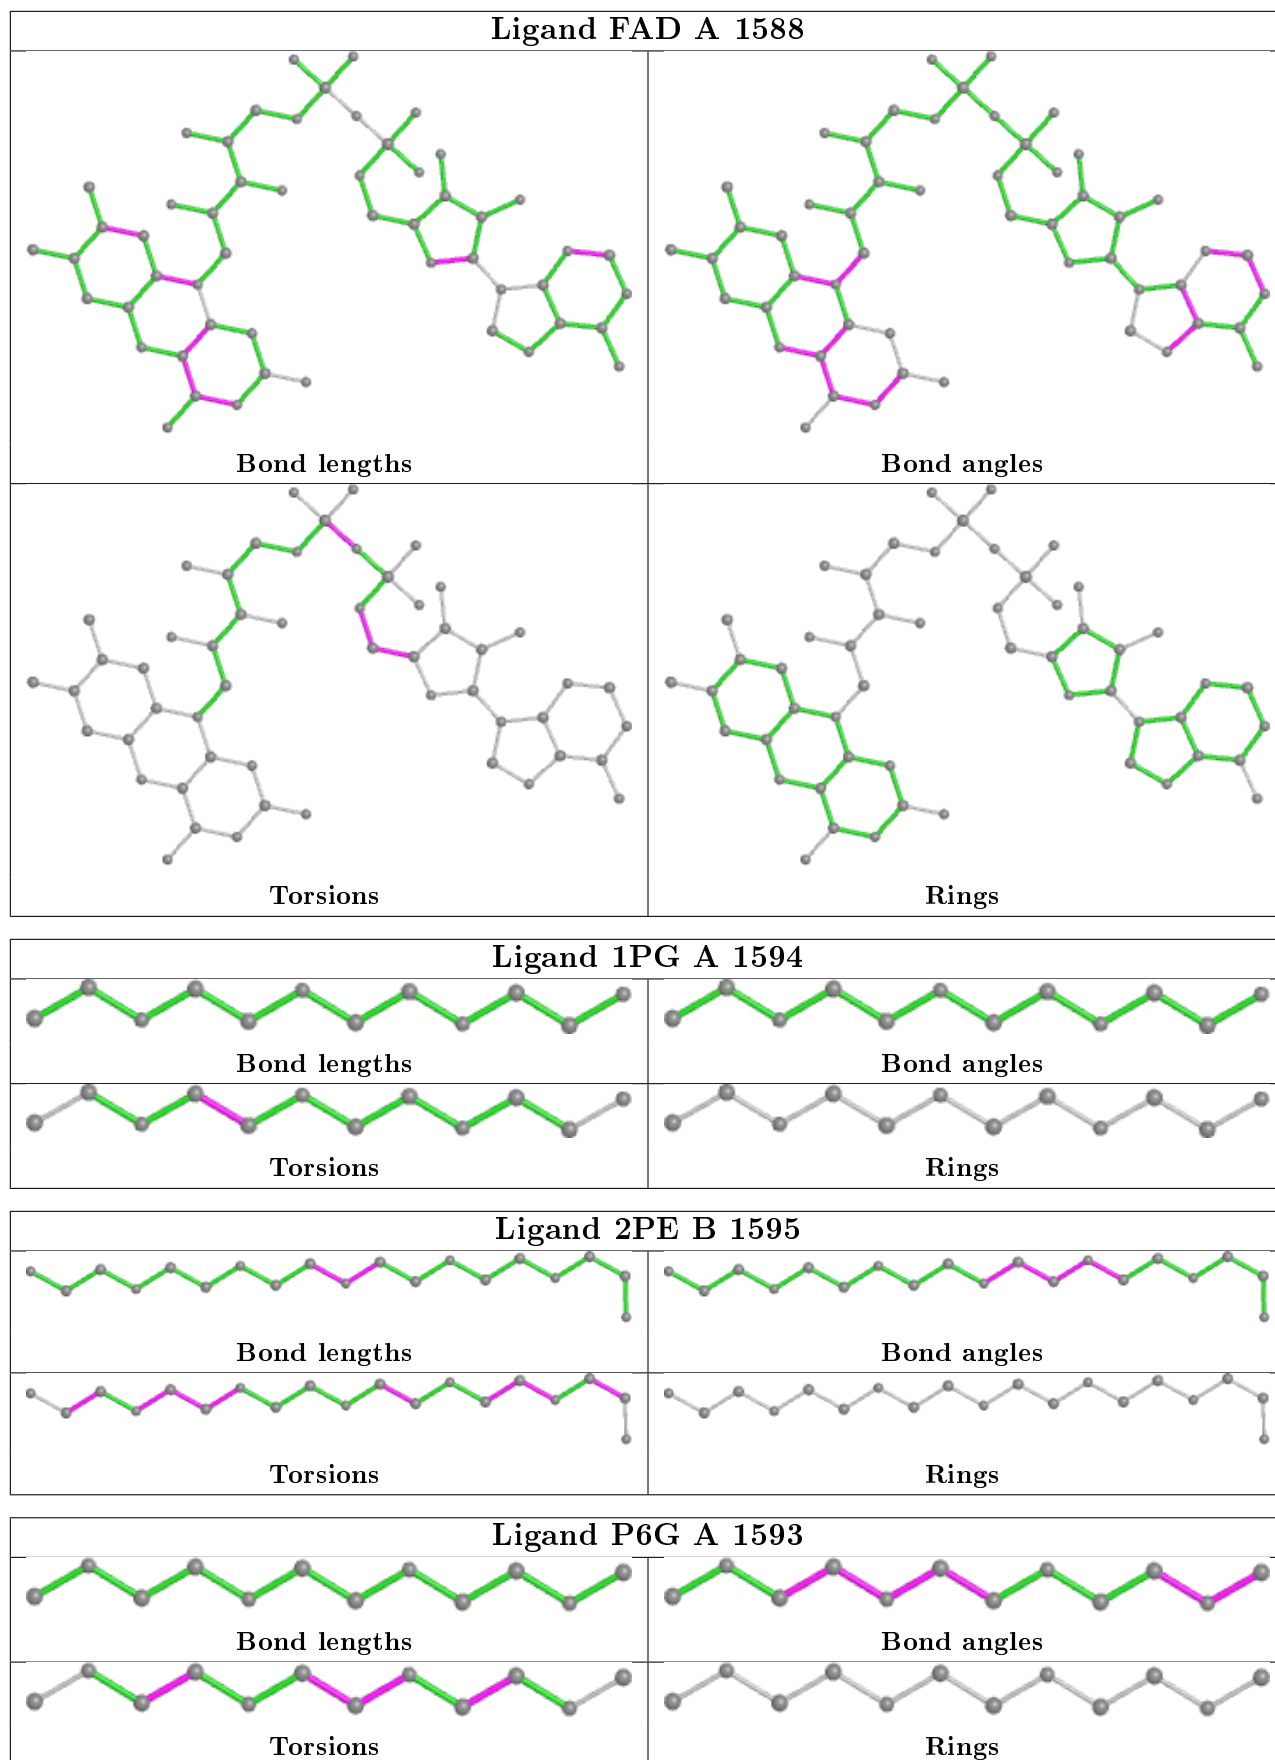 Ligand FAD A 1588
Bond lengths
Bond angles
Torsions
Rings
Ligand 1PG A 1594
Bond lengths
Bond angles
Torsions
Rings
Ligand 2PE B 1595
Bond lengths
Bond angles
Torsions
Rings
Ligand P6G A 1593
Bond lengths
Bond angles
Torsions
Rings